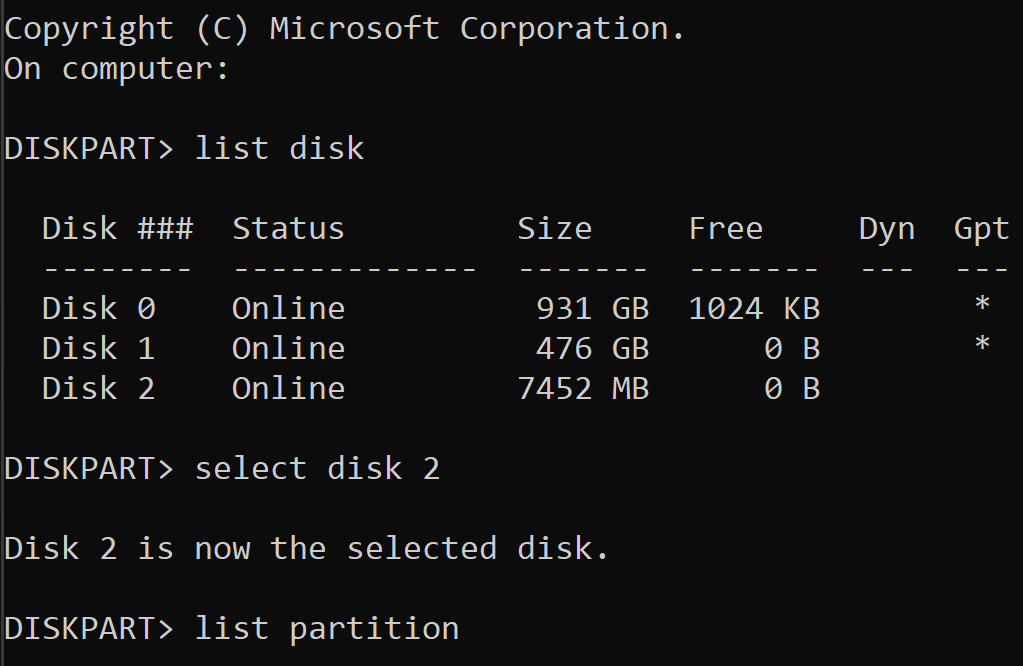 Copyright (C) Microsoft Corporation.
On computer:
DISKPART> list disk
Disk ### Status Size Free Dyn Gpt
-------- ------------- ------- ------- --- ---
Disk 0 Online 931 GB 1024 KB *
Disk 1 Online 476 GB 0 B *
Disk 2 Online 7452 MB 0 B
DISKPART> select disk 2
Disk 2 is now the selected disk.
DISKPART> list partition